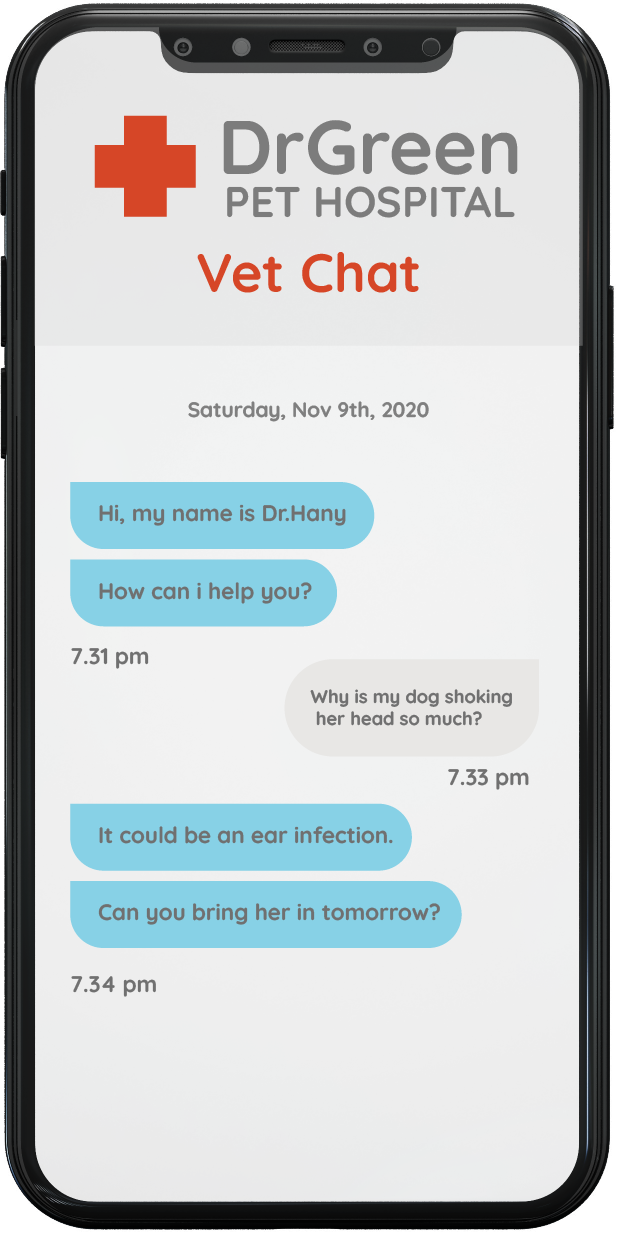 DrGreen
PET HOSPITAL
Vet Chat
Saturday, Nov 9th, 2020
Hi, my name is Dr.Hany
How can i help you?
7.31 pm
Why is my dog shoking
her head so much?
7.33 pm
It could be an ear infection.
Can you bring her in tomorrow?
7.34 pm